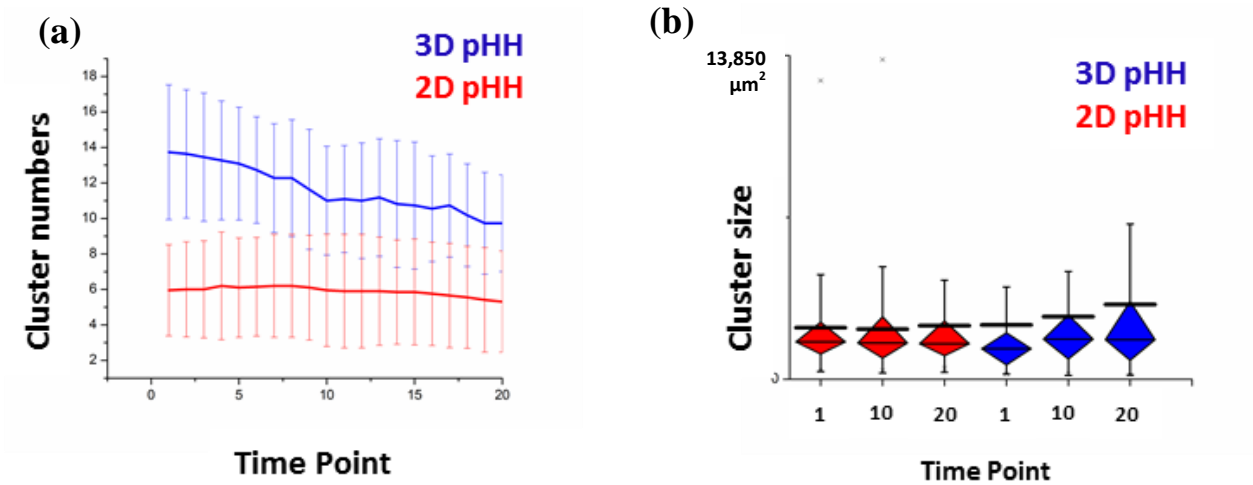 (a)
3D pHH
2D pHH
Cluster numbers
18
16
14
12
10
8
6
4
2
0 5 10 15 20
Time Point
(b)
13,850
μm²
3D pHH
2D pHH
Cluster size
0
1 10 20 1 10 20
Time Point